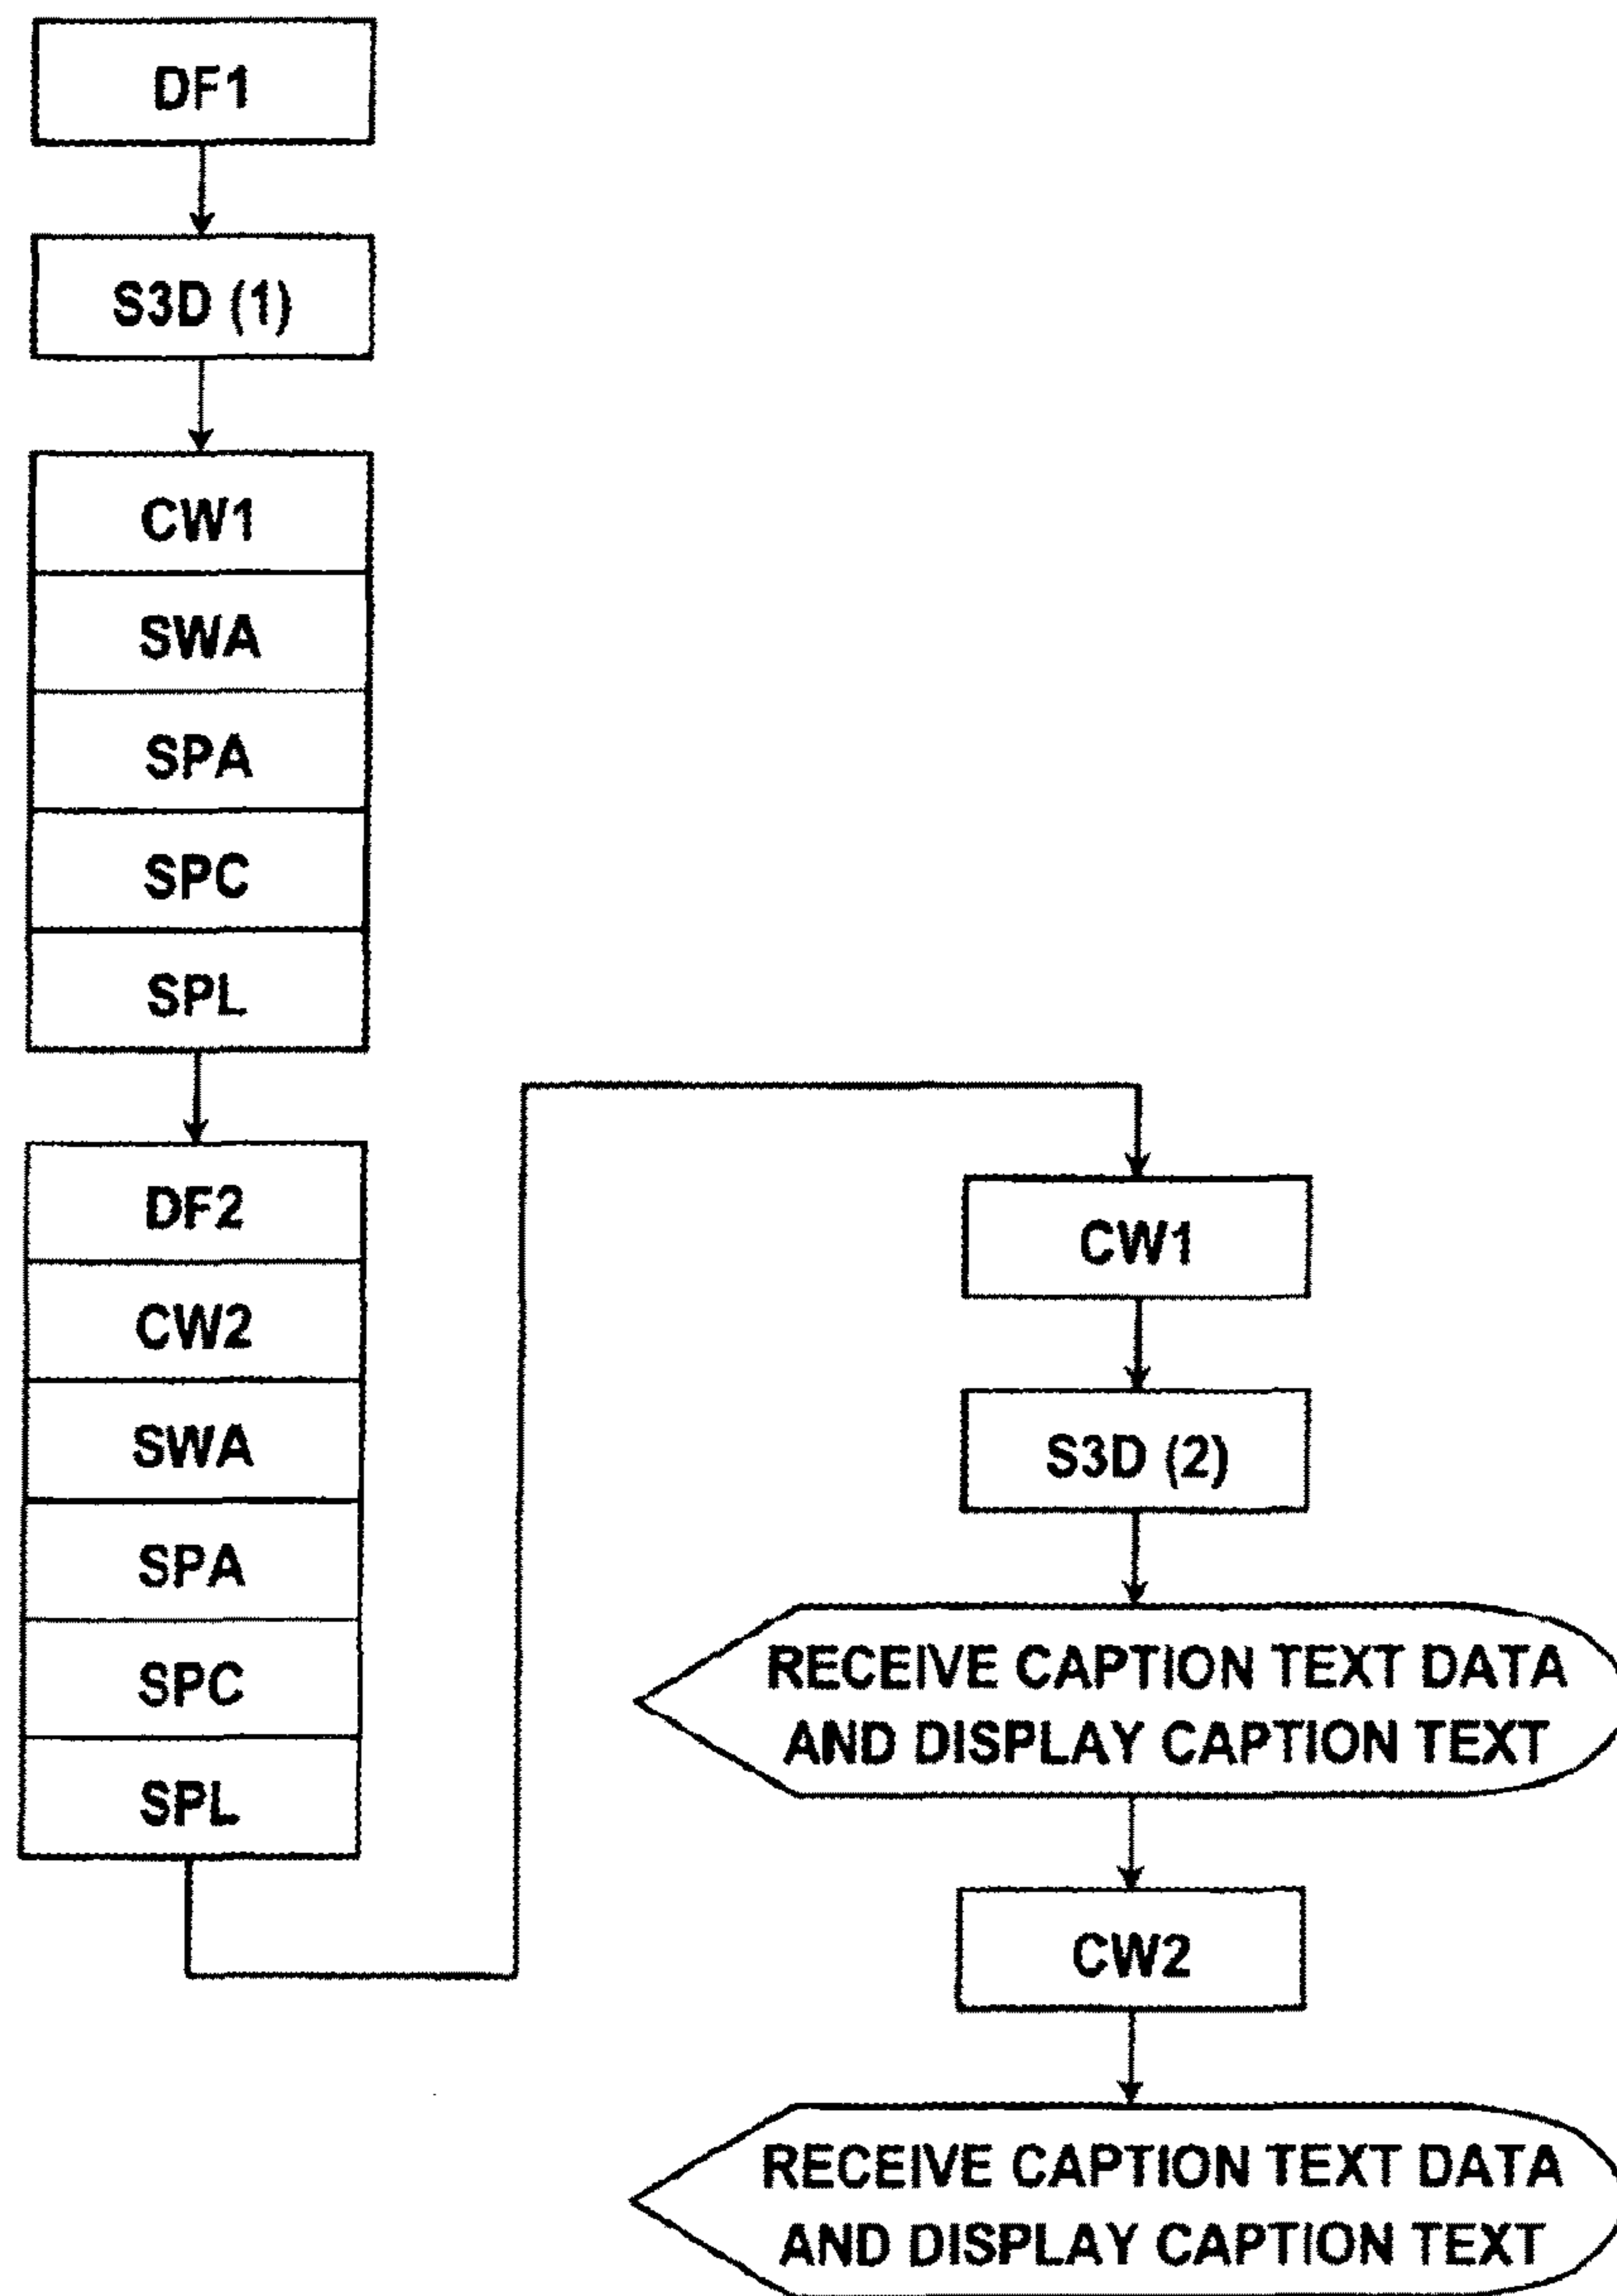 DF1
S3D (1)
CW1
SWA
SPA
SPC
SPL
DF2
CW2
SWA
SPA
SPC
SPL
CW1
S3D (2)
RECEIVE CAPTION TEXT DATA
AND DISPLAY CAPTION TEXT
CW2
RECEIVE CAPTION TEXT DATA
AND DISPLAY CAPTION TEXT